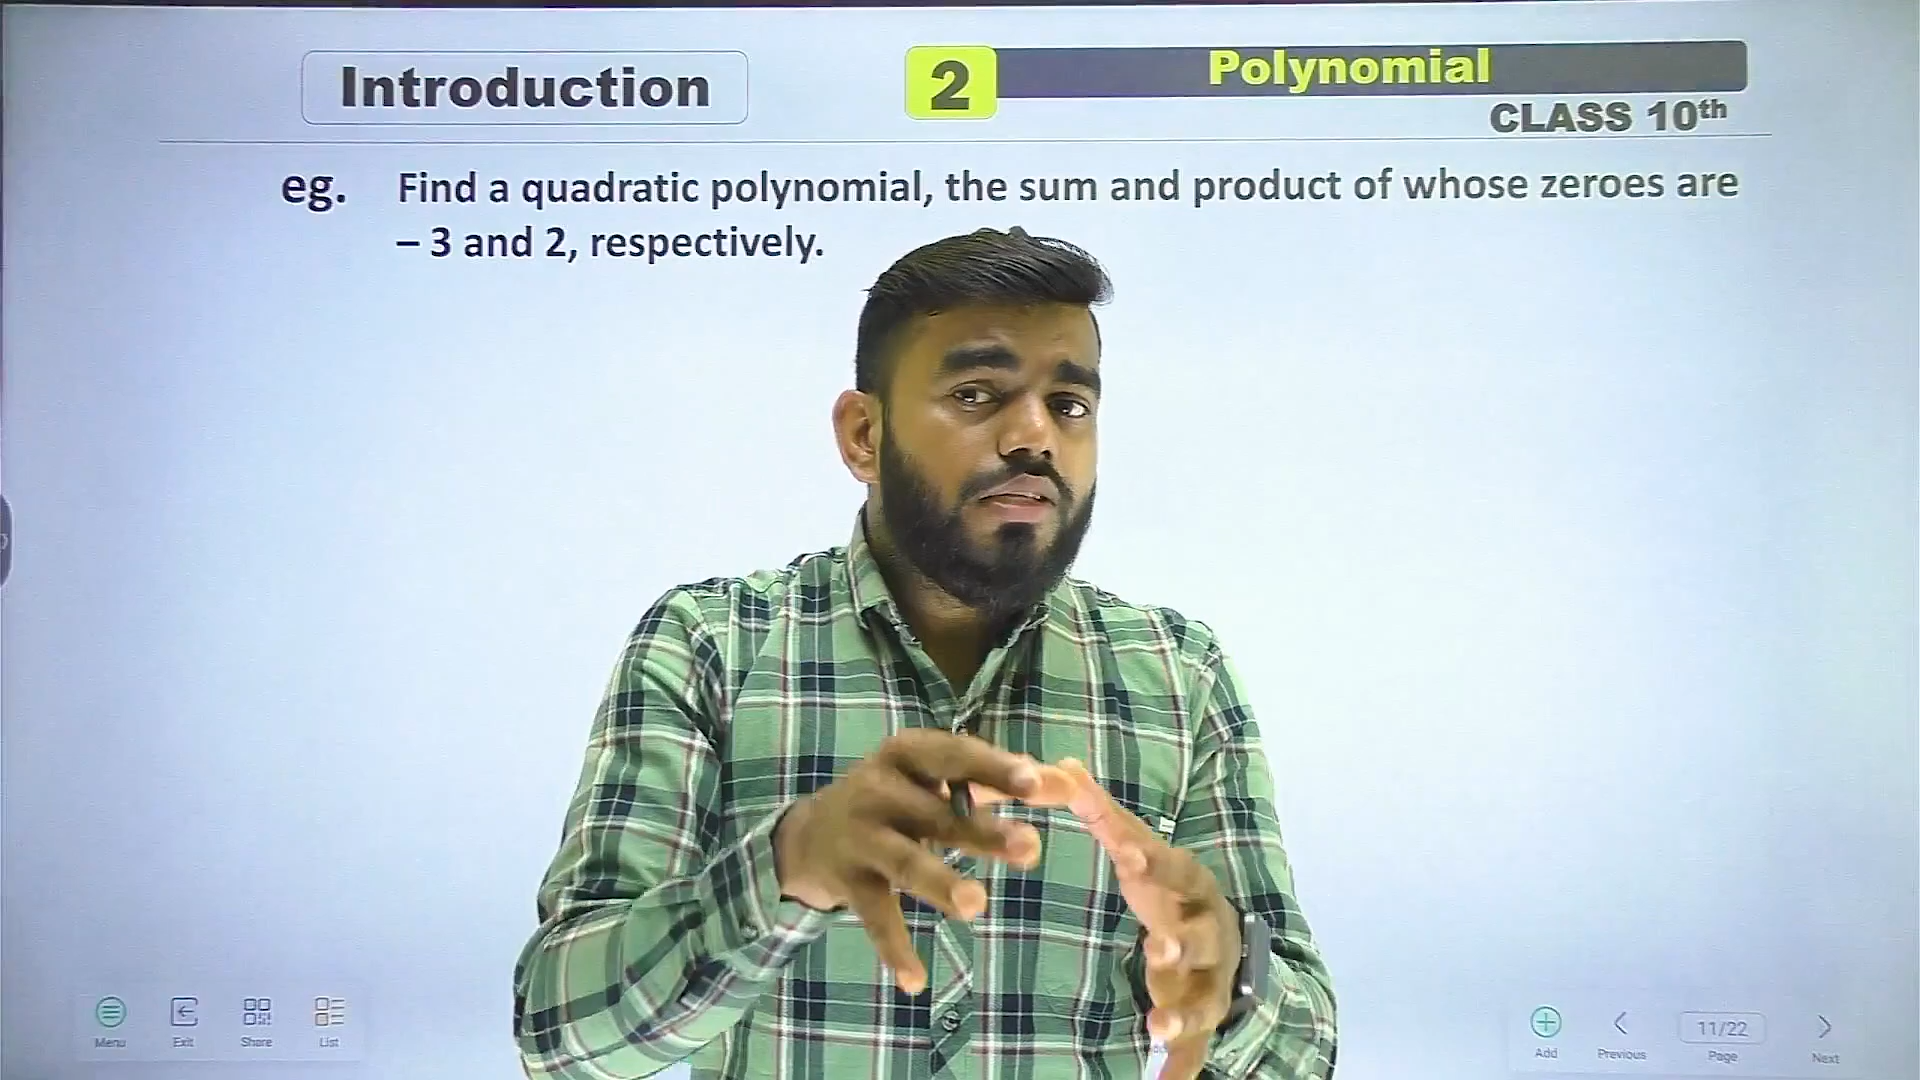 Introduction
2
Polynomial
CLASS 10th
eg. Find a quadratic polynomial, the sum and product of whose zeroes are
– 3 and 2, respectively.
Menu
Exit
Share
List
Add
Previous
11/22
Page
Next